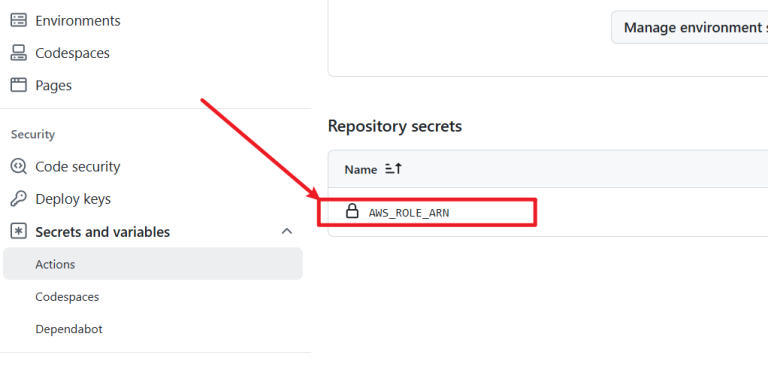 Environments
Codespaces
Pages
Security
Code security
Deploy keys
Secrets and variables
Actions
Codespaces
Dependabot
Manage environment s
Repository secrets
Name
AWS_ROLE_ARN